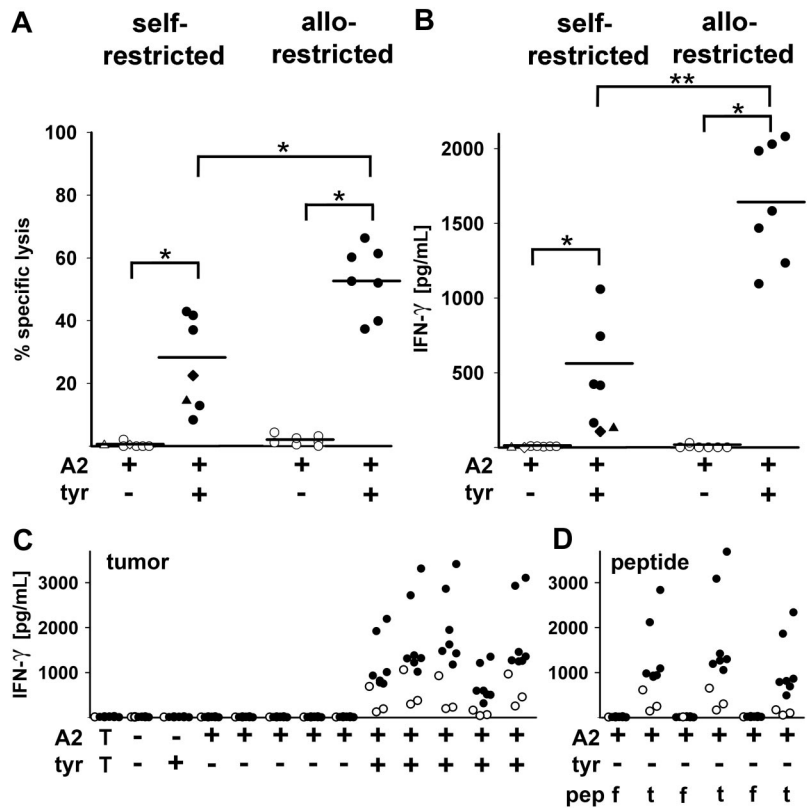 A
self-
restricted
allo-
restricted
% specific lysis
100
80
60
40
20
*
*
*
A2 + + + +
tyr - + - +
B
self-
restricted
allo-
restricted
IFN-γ [pg/mL]
2000
1500
1000
500
**
*
*
A2 + + + +
tyr - + - +
C
tumor
IFN-γ [pg/mL]
3000
2000
1000
A2 T - - + + + + + + + + + +
tyr T - + - - - - - + + + + +
D
peptide
3000
2000
1000
A2 + + + + + +
tyr - - - - - -
pep f t f t f t